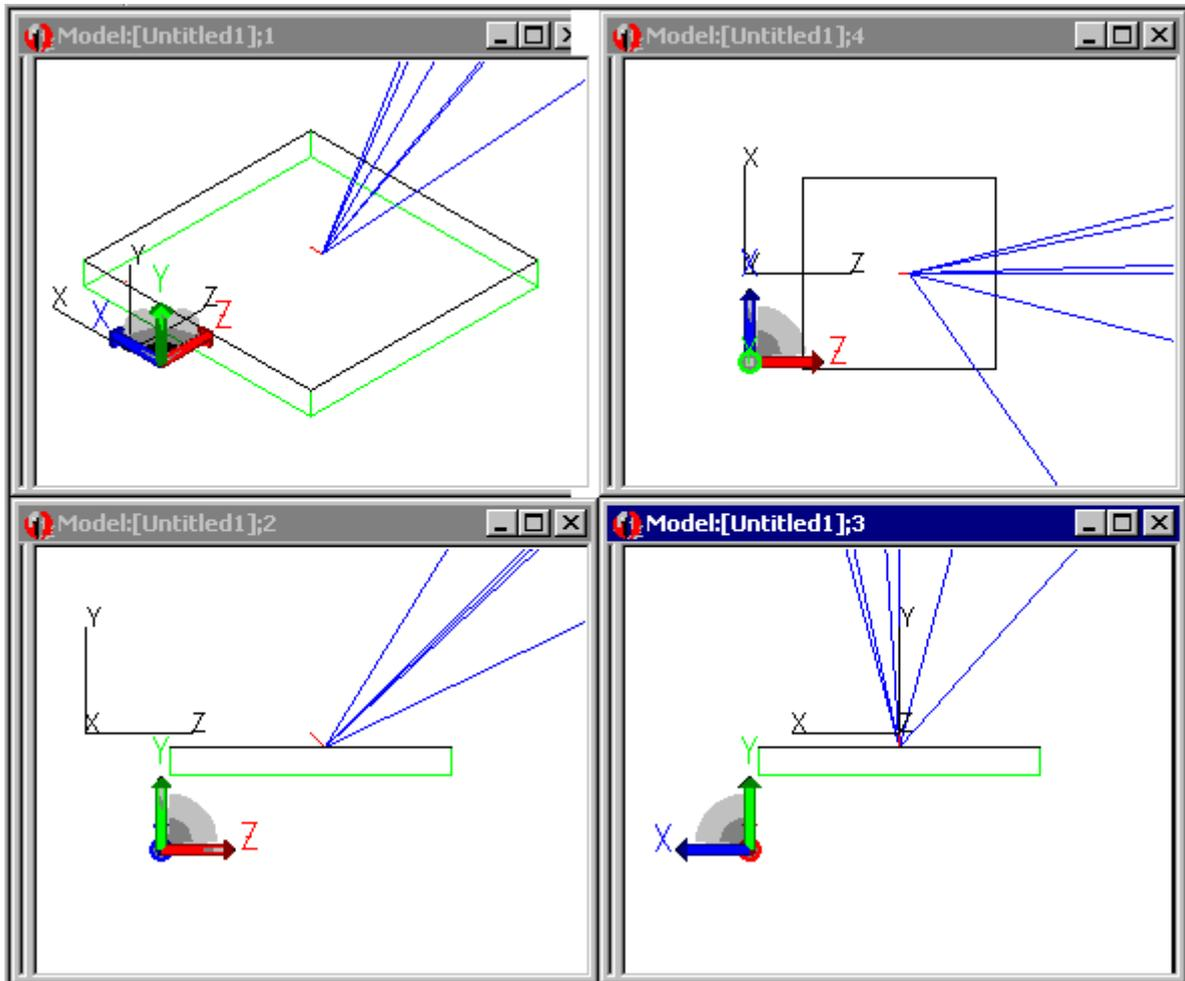 Model:[Untitled1];1
Model:[Untitled1];4
Y
Y
X
X
Z
Z
X
Y
X
Z
Z
Model:[Untitled1];2
Model:[Untitled1];3
Y
X
Z
Y
Z
Y
X
Z
Y
X